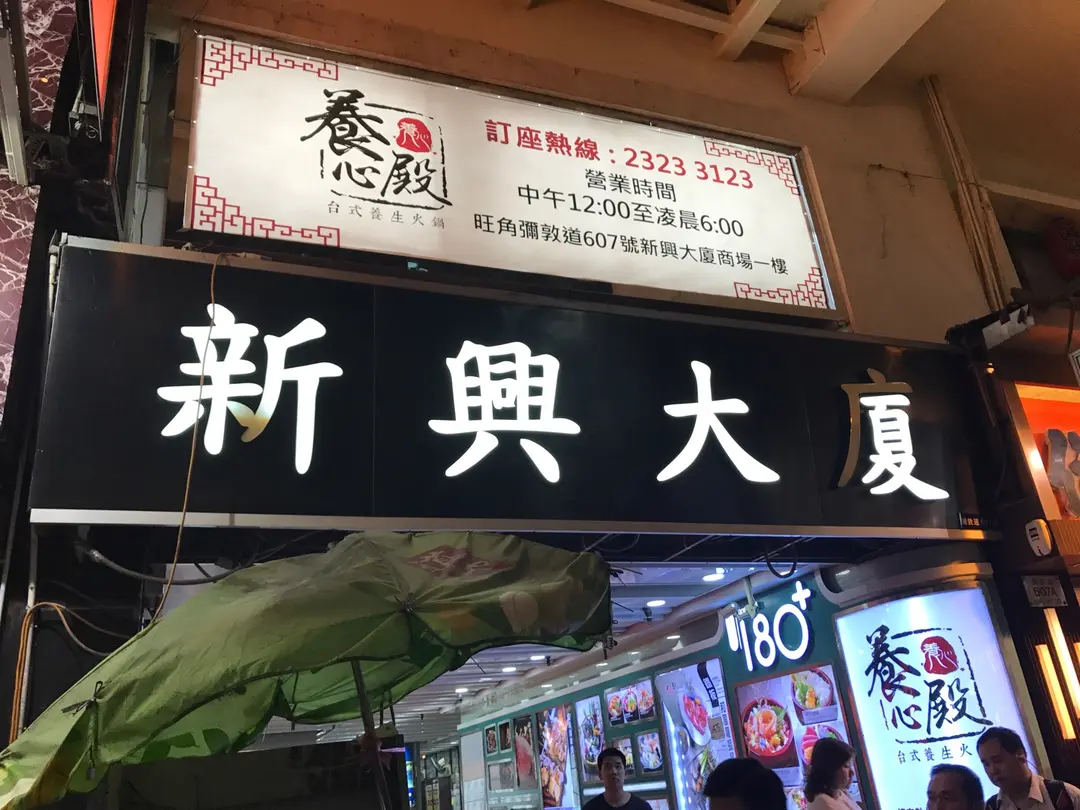 養心殿
養心
台式養生火鍋
訂座熱線：2323 3123
營業時間
中午12:00至凌晨6:00
旺角彌敦道607號新興大廈商場一樓
新興大廈
180+
607A
養心殿
養心
台式養生火